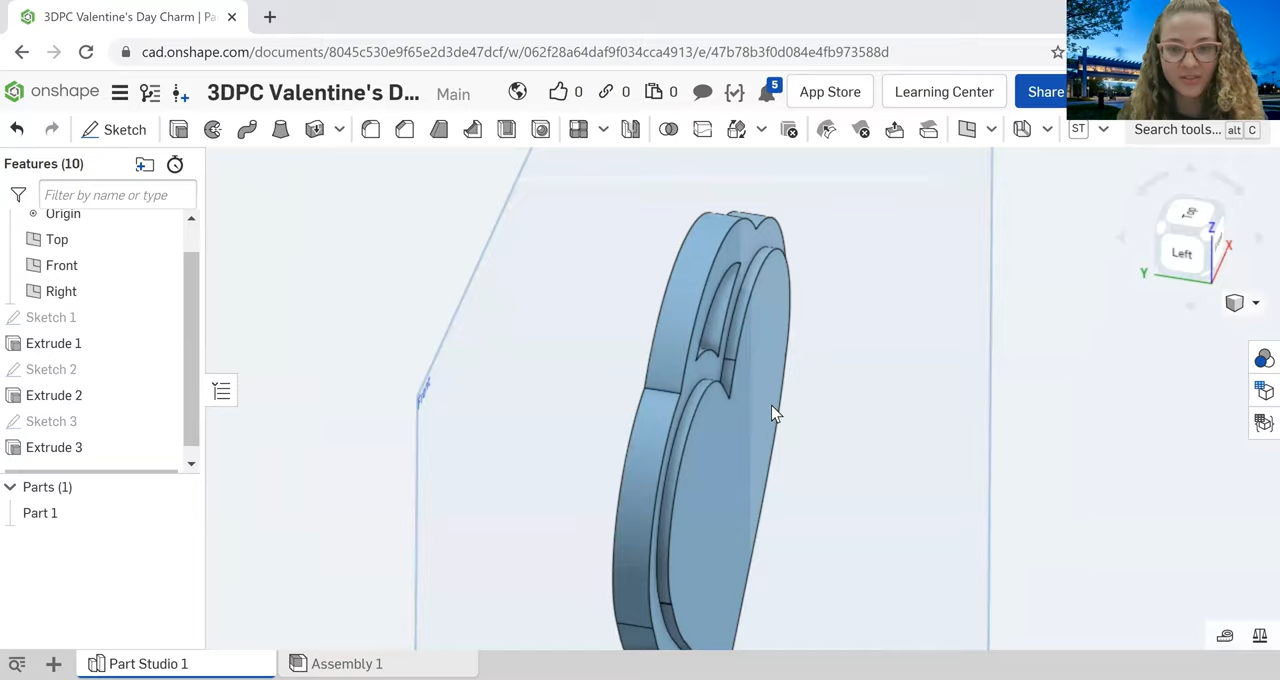 3DPC Valentine's Day Charm | Pa
cad.onshape.com/documents/8045c530e9f65e2d3de47dcf/w/062f28a64daf9f034cca4913/e/47b78b3f0d084e4fb973588d
onshape 3DPC Valentine's D... Main 0 0 0 5 App Store Learning Center Share
Sketch ST Search tools... alt C
Features (10)
Filter by name or type
Origin
Top
Front
Right
Sketch 1
Extrude 1
Sketch 2
Extrude 2
Sketch 3
Extrude 3
Parts (1)
Part 1
Top
Left
Z
X
Y
Part Studio 1 Assembly 1